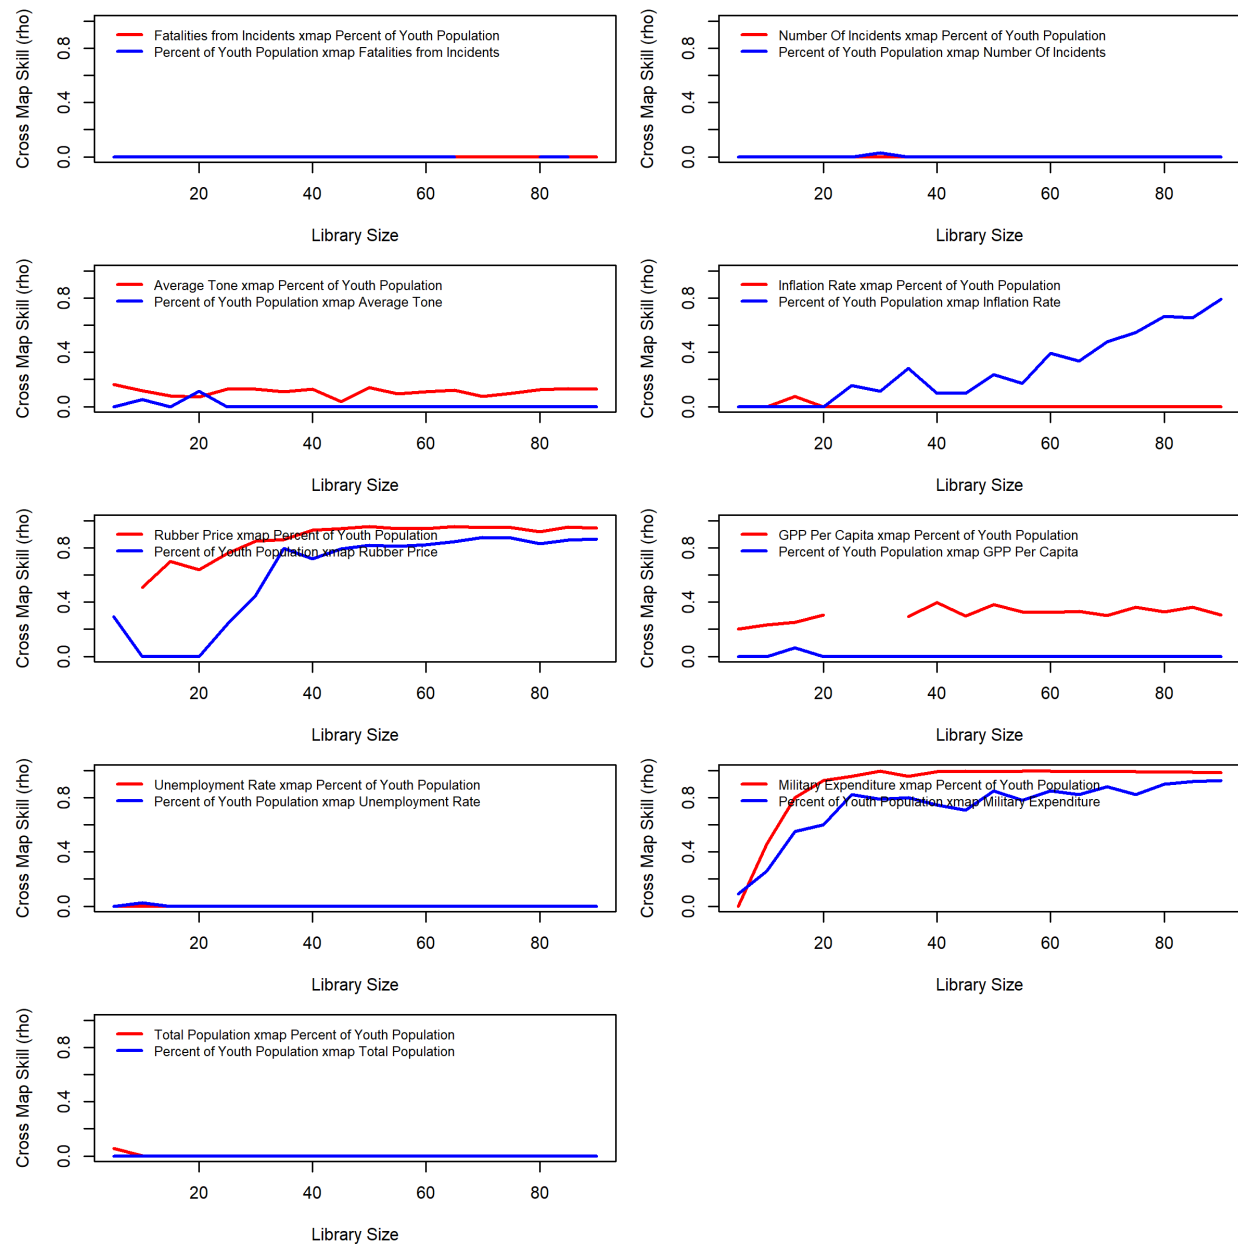 Cross Map Skill (rho)
0.8
0.4
0.0
Fatalities from Incidents xmap Percent of Youth Population
Percent of Youth Population xmap Fatalities from Incidents
20 40 60 80
Library Size
Cross Map Skill (rho)
0.8
0.4
0.0
Number Of Incidents xmap Percent of Youth Population
Percent of Youth Population xmap Number Of Incidents
20 40 60 80
Library Size
Cross Map Skill (rho)
0.8
0.4
0.0
Average Tone xmap Percent of Youth Population
Percent of Youth Population xmap Average Tone
20 40 60 80
Library Size
Cross Map Skill (rho)
0.8
0.4
0.0
Inflation Rate xmap Percent of Youth Population
Percent of Youth Population xmap Inflation Rate
20 40 60 80
Library Size
Cross Map Skill (rho)
0.8
0.4
0.0
Rubber Price xmap Percent of Youth Population
Percent of Youth Population xmap Rubber Price
20 40 60 80
Library Size
Cross Map Skill (rho)
0.8
0.4
0.0
GPP Per Capita xmap Percent of Youth Population
Percent of Youth Population xmap GPP Per Capita
20 40 60 80
Library Size
Cross Map Skill (rho)
0.8
0.4
0.0
Unemployment Rate xmap Percent of Youth Population
Percent of Youth Population xmap Unemployment Rate
20 40 60 80
Library Size
Cross Map Skill (rho)
0.8
0.4
0.0
Military Expenditure xmap Percent of Youth Population
Percent of Youth Population xmap Military Expenditure
20 40 60 80
Library Size
Cross Map Skill (rho)
0.8
0.4
0.0
Total Population xmap Percent of Youth Population
Percent of Youth Population xmap Total Population
20 40 60 80
Library Size